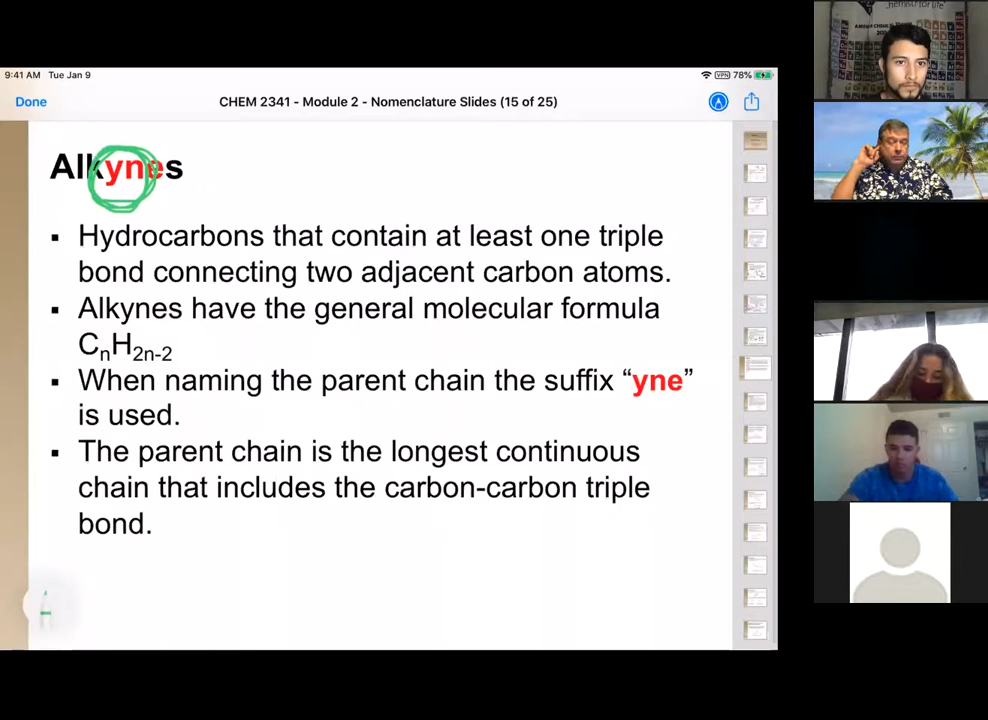 9:41 AM Tue Jan 9
VPN 78%
Done
CHEM 2341 - Module 2 - Nomenclature Slides (15 of 25)
Alkynes
▪ Hydrocarbons that contain at least one triple
bond connecting two adjacent carbon atoms.
▪ Alkynes have the general molecular formula
CnH2n-2
▪ When naming the parent chain the suffix “yne”
is used.
▪ The parent chain is the longest continuous
chain that includes the carbon-carbon triple
bond.
for life"